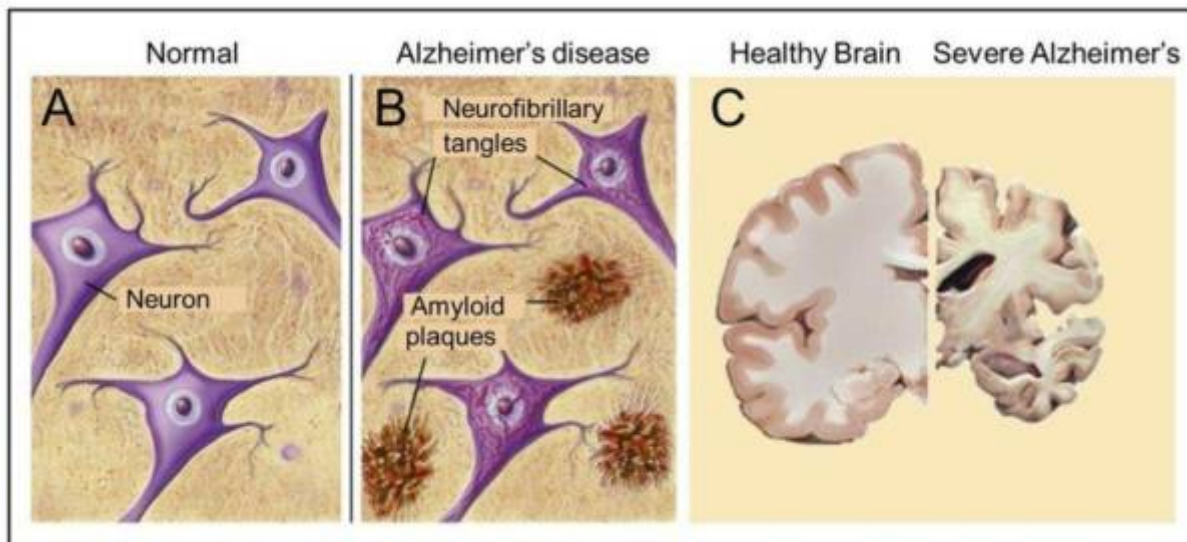 Normal
Alzheimer's disease
Healthy Brain
Severe Alzheimer's
A
Neuron
B
Neurofibrillary
tangles
Amyloid
plaques
C